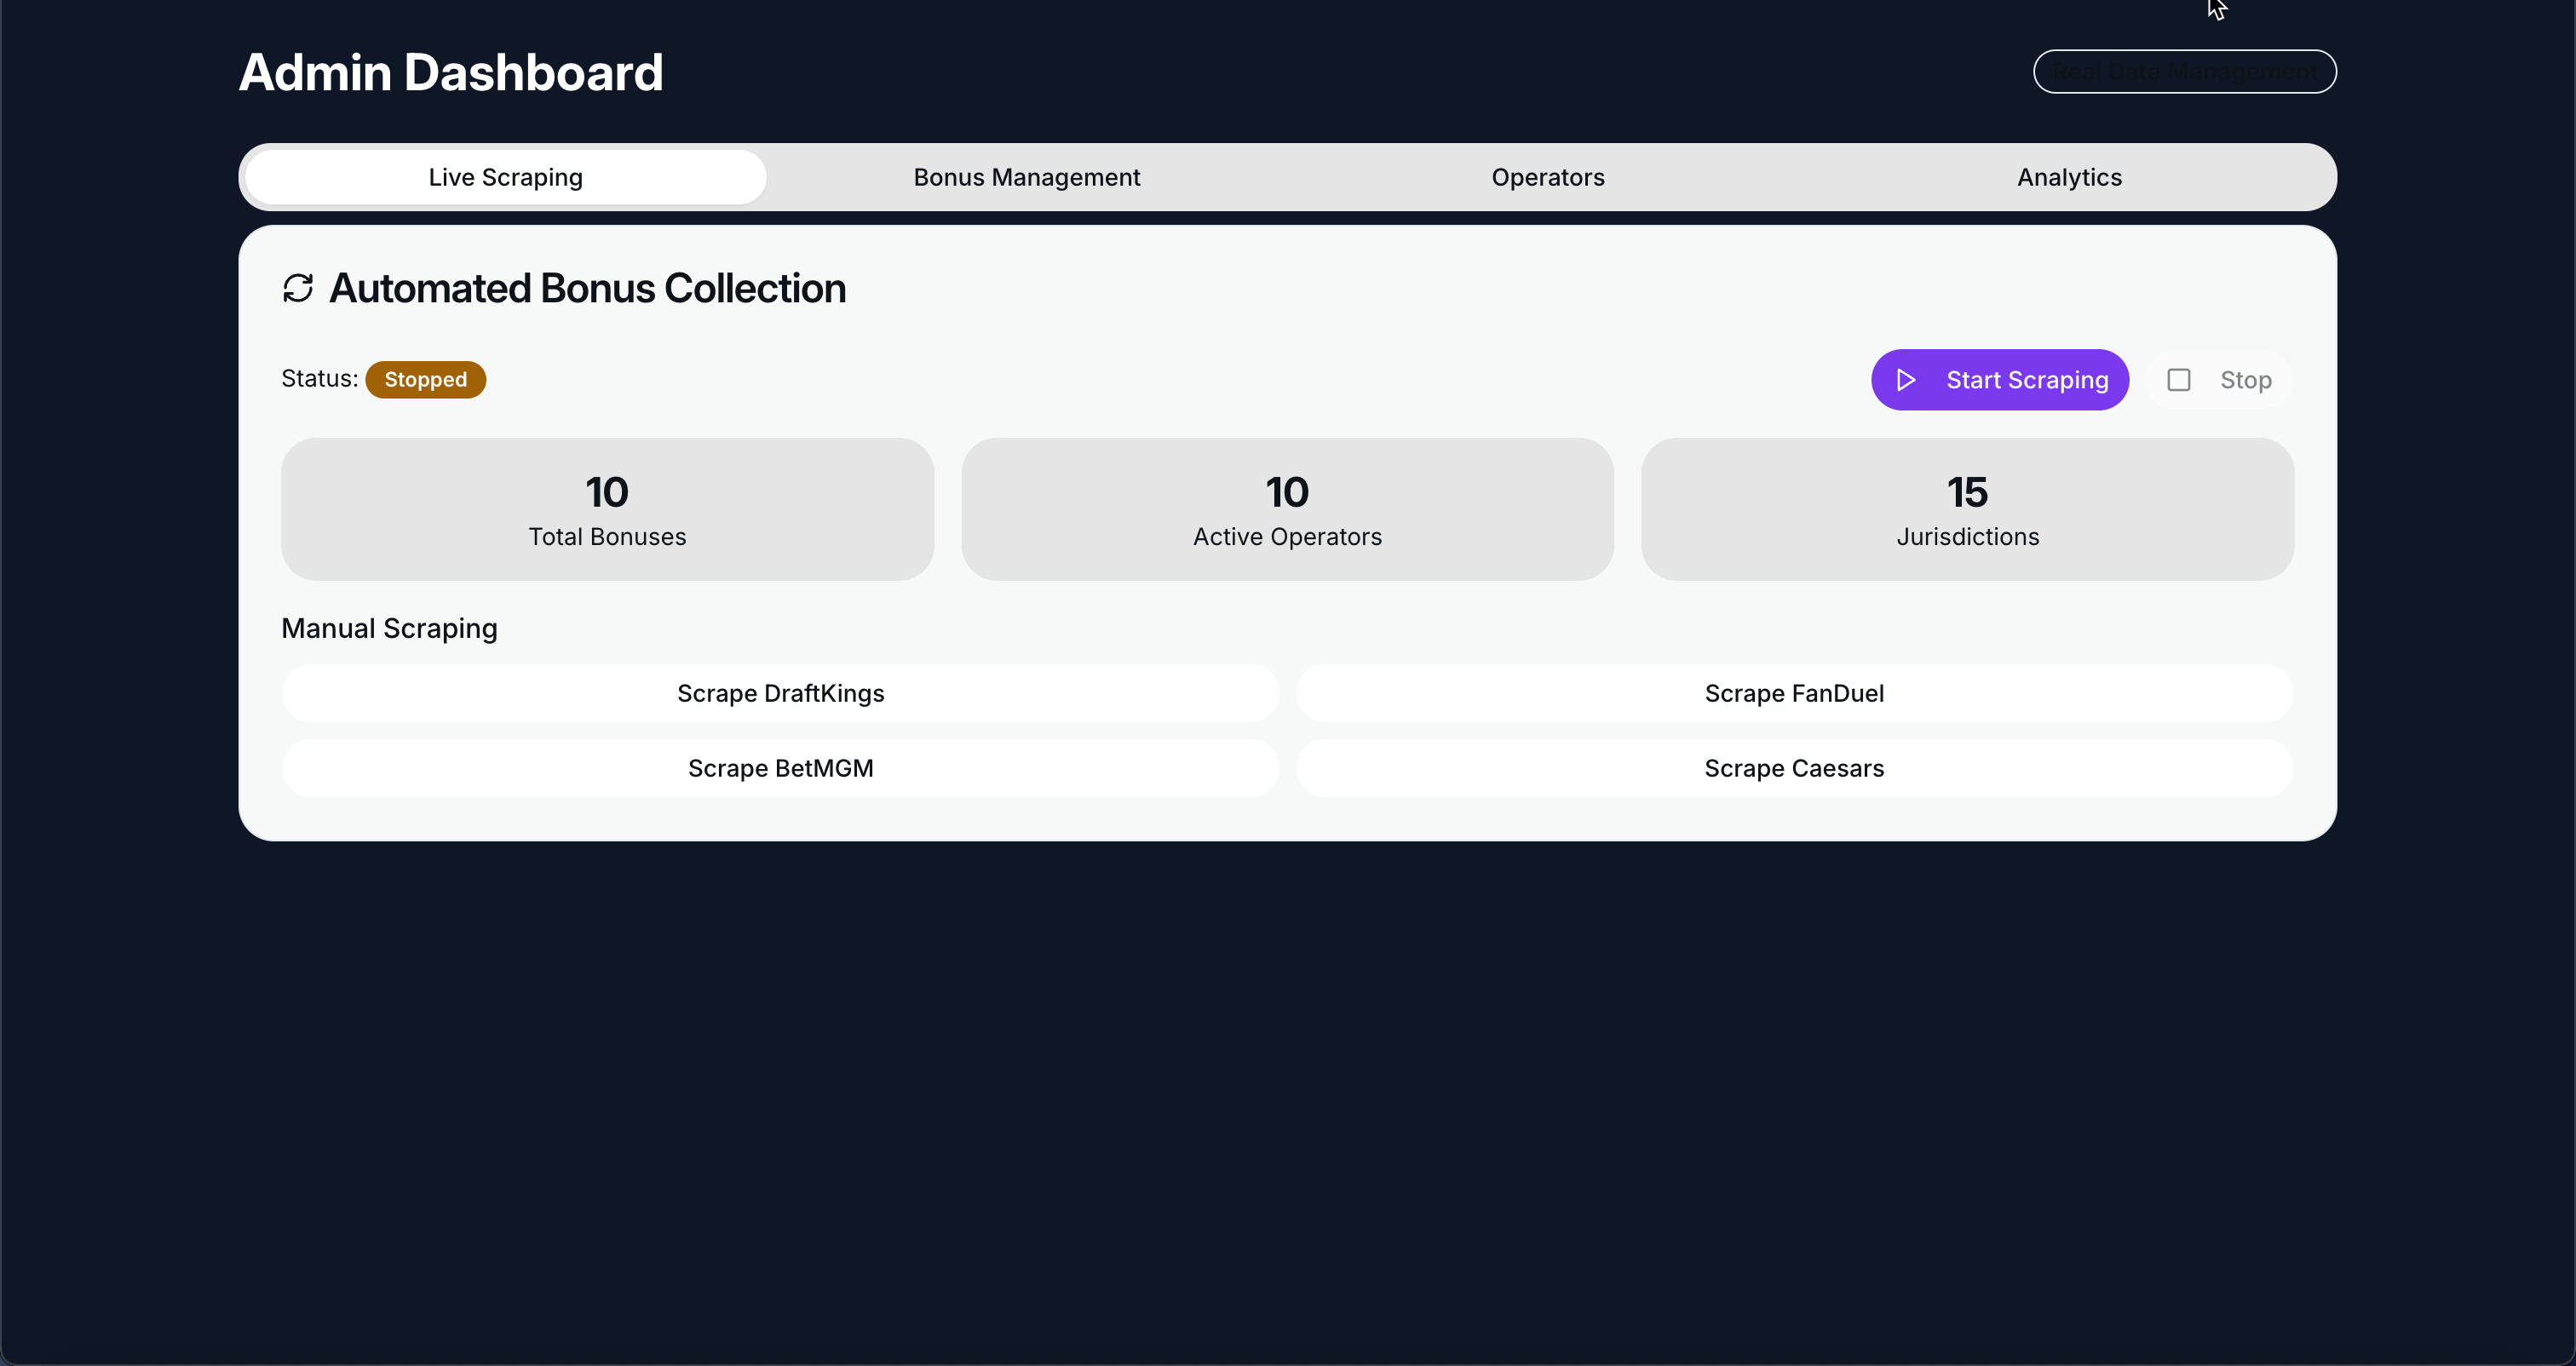 Admin Dashboard
Real Data Management
Live Scraping
Bonus Management
Operators
Analytics
Automated Bonus Collection
Status: Stopped
Start Scraping
Stop
10
Total Bonuses
10
Active Operators
15
Jurisdictions
Manual Scraping
Scrape DraftKings
Scrape FanDuel
Scrape BetMGM
Scrape Caesars